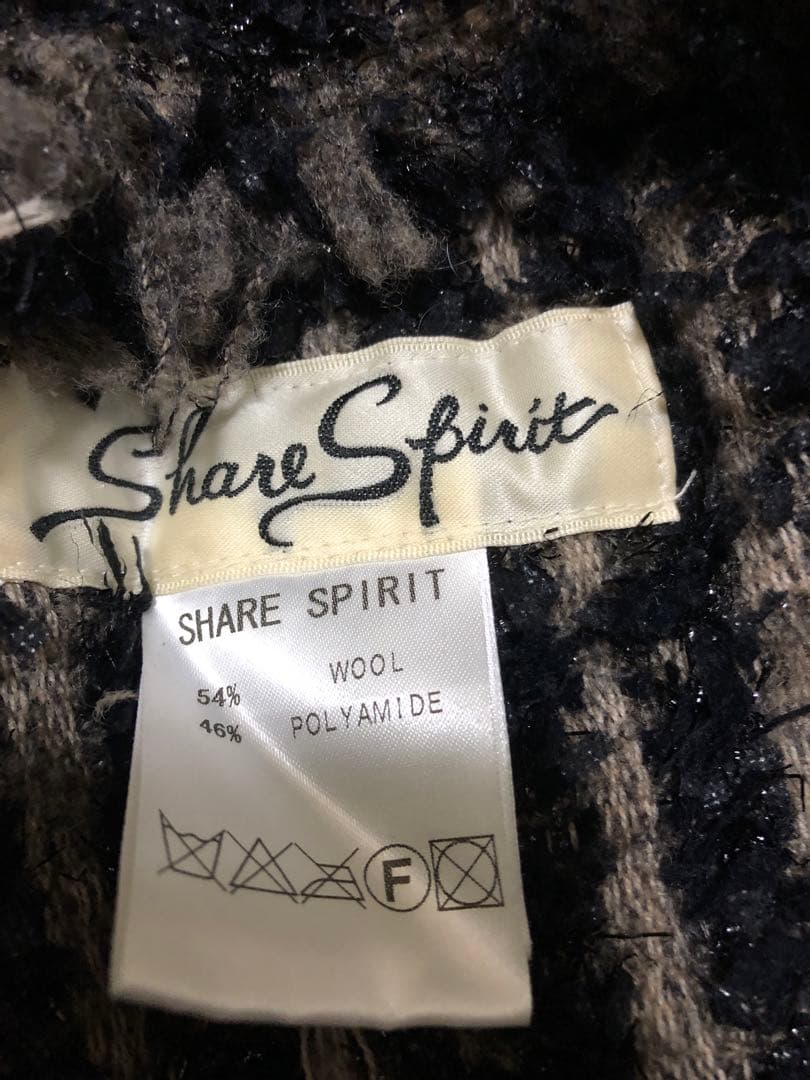 Share Spirit
SHARE SPIRIT
54% WOOL
46% POLYAMIDE
F